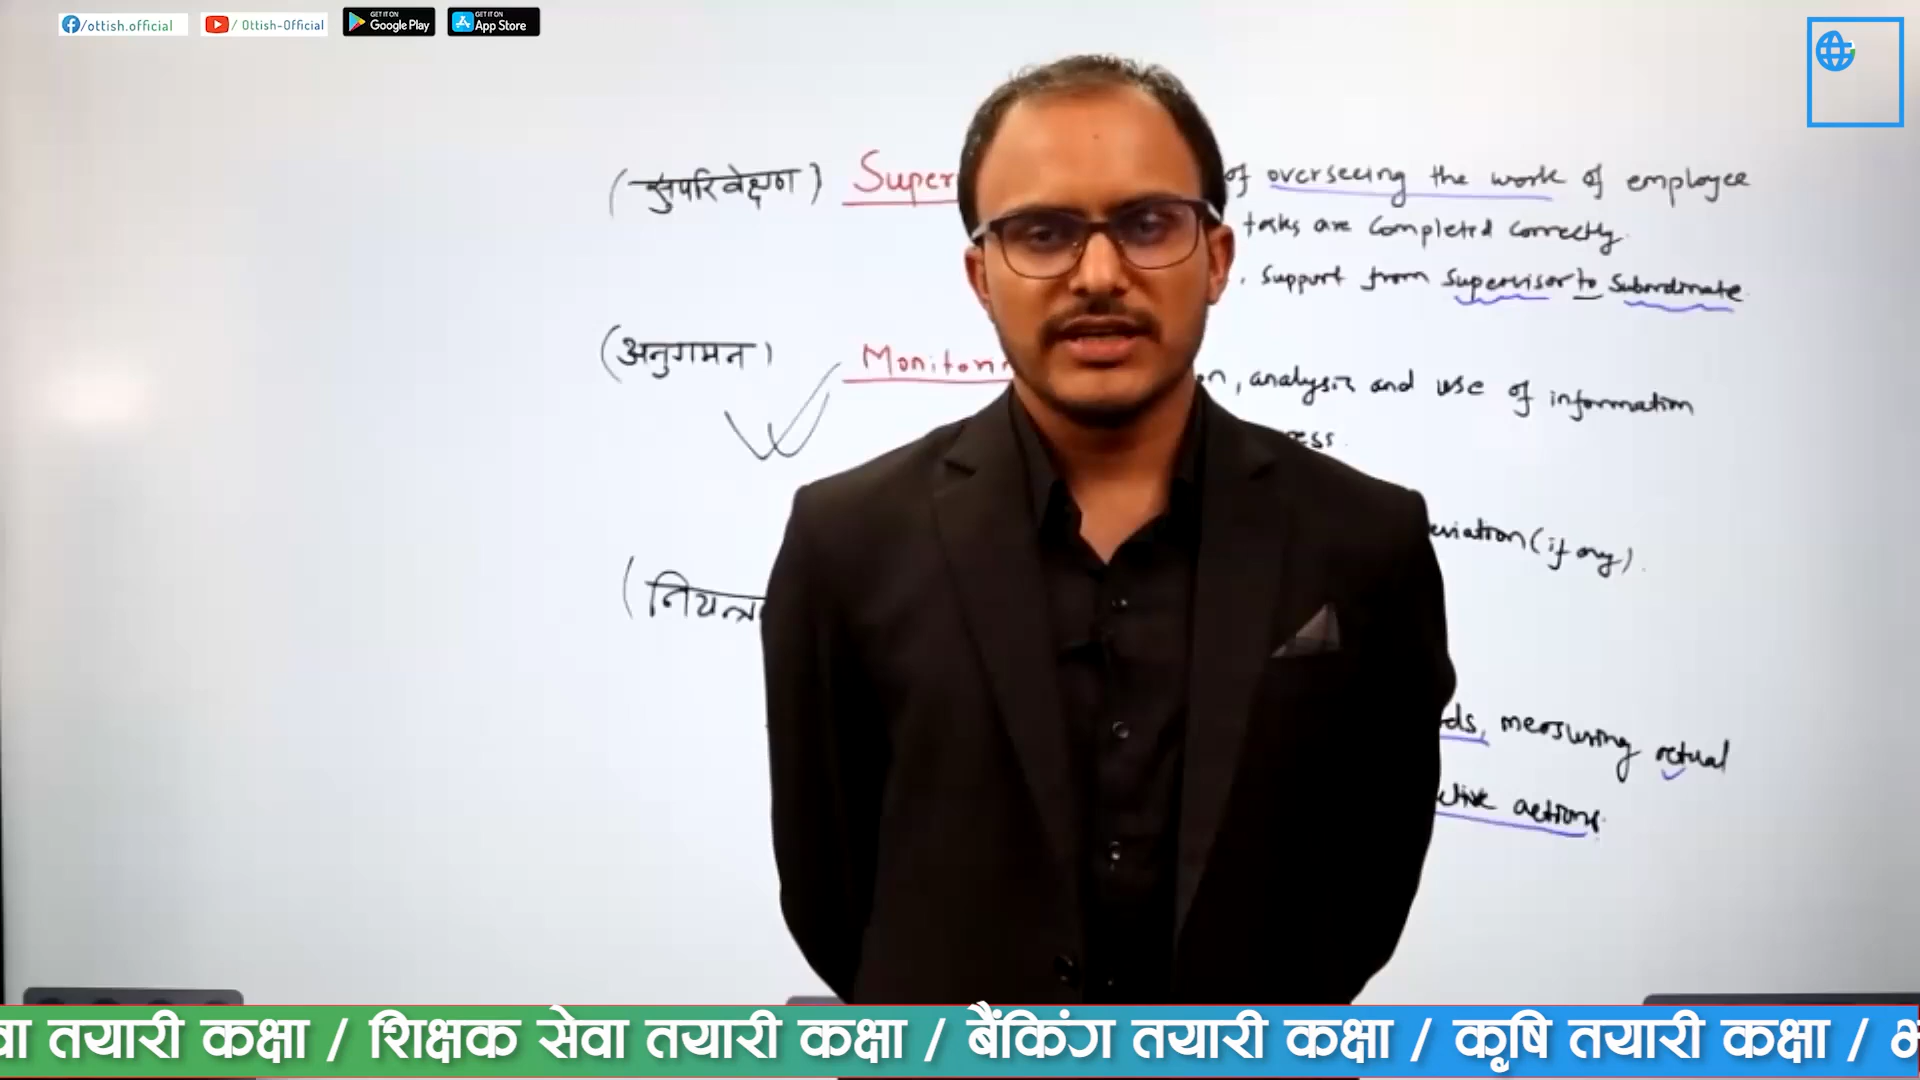 /ottish.official / Ottish-Official GET IT ON Google Play GET IT ON App Store
(सुपरिवेक्षण) Super of overseeing the work of employee
tasks are completed correctly.
support from supervisor to subordinate
(अनुगमन) Monitorin analysis and use of information
ess.
eviation (if any).
(नियन्त्र
ds, measuring actual
ctive actions.
वा तयारी कक्षा / शिक्षक सेवा तयारी कक्षा / बैंकिंग तयारी कक्षा / कृषि तयारी कक्षा /